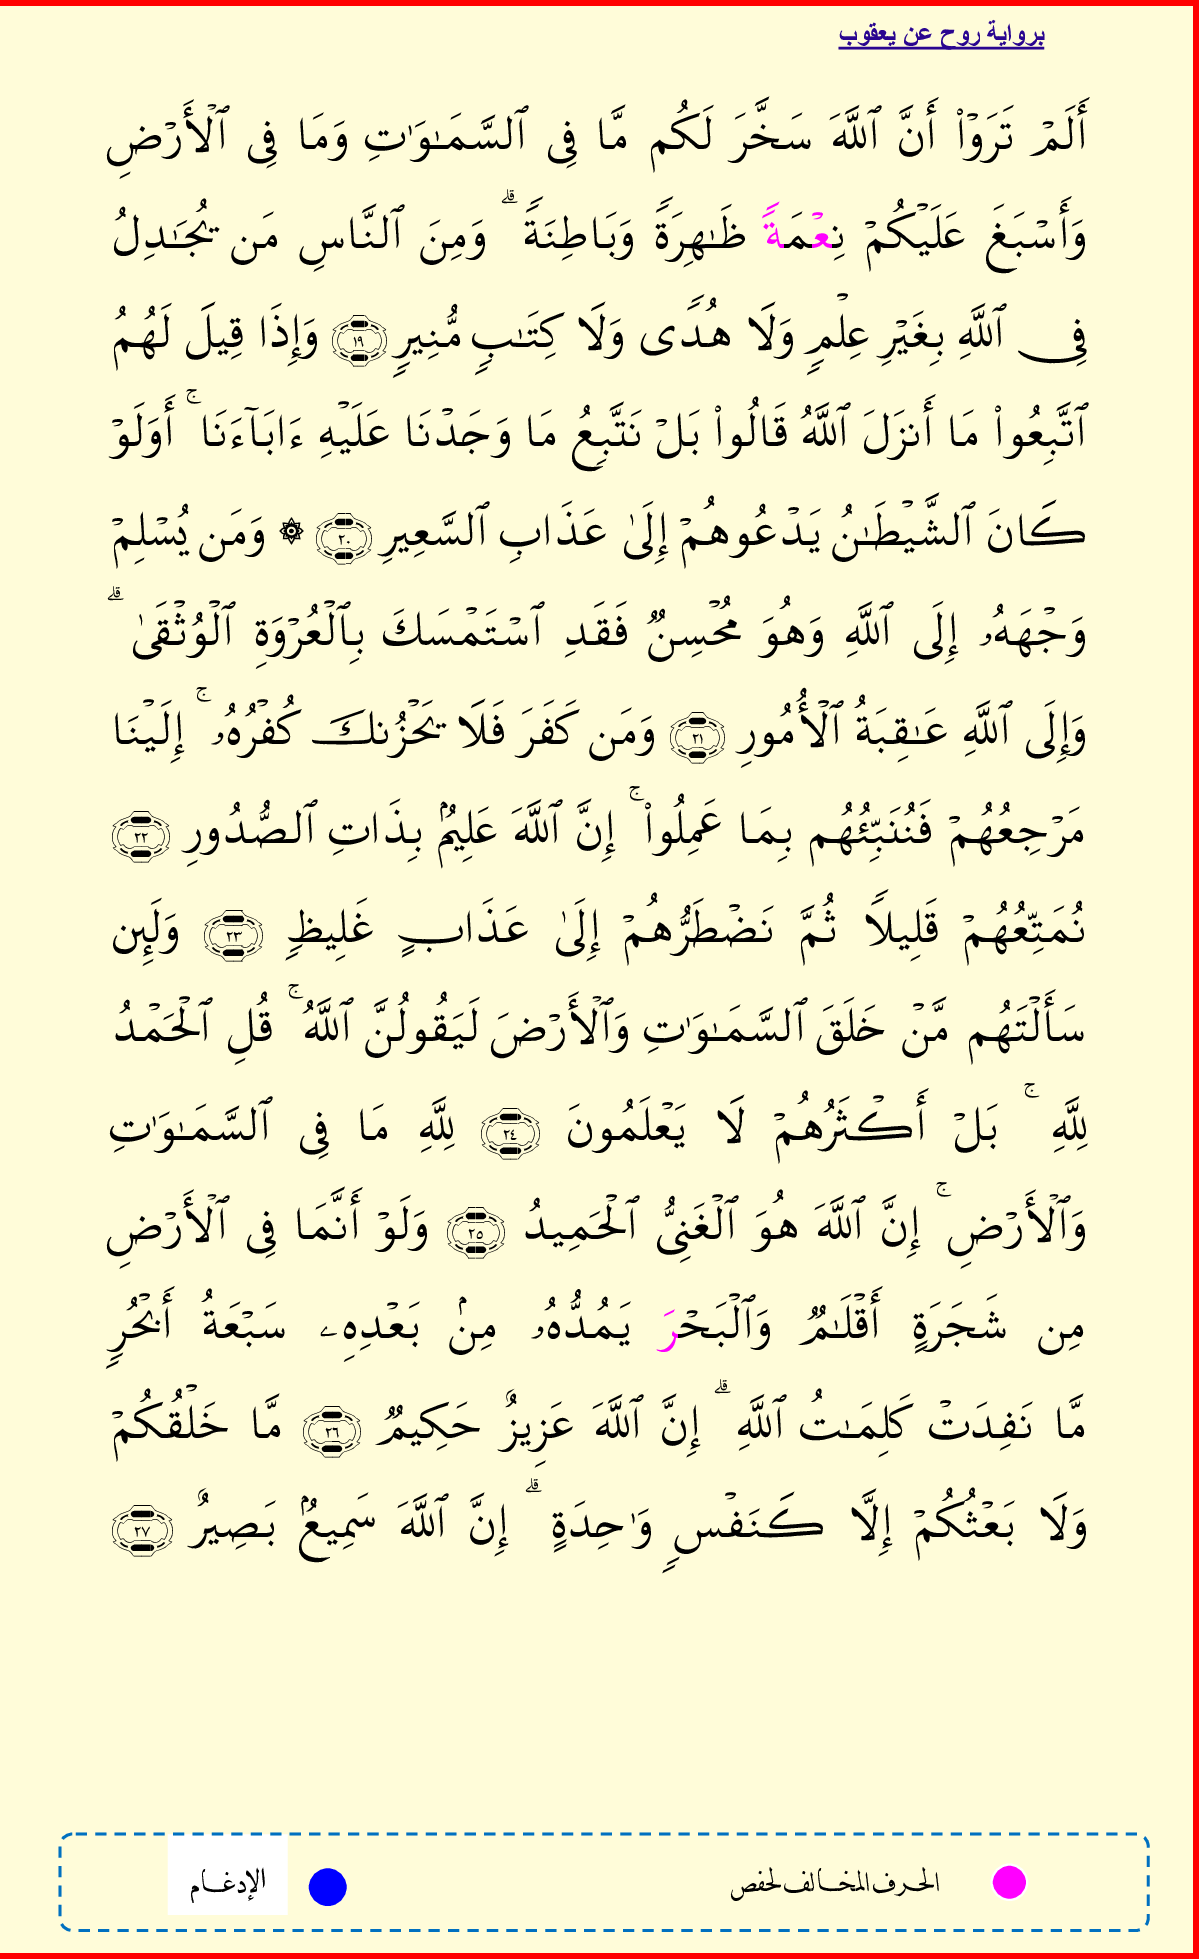 برواية روح عن يعقوب
أَلَمۡ تَرَوۡاْ أَنَّ ٱللَّهَ سَخَّرَ لَكُم مَّا فِي ٱلسَّمَٰوَٰتِ وَمَا فِي ٱلۡأَرۡضِ
وَأَسۡبَغَ عَلَيۡكُمۡ نِعۡمَةٗ ظَٰهِرَةٗ وَبَاطِنَةٗۗ وَمِنَ ٱلنَّاسِ مَن يُجَٰدِلُ
فِي ٱللَّهِ بِغَيۡرِ عِلۡمٖ وَلَا هُدٗى وَلَا كِتَٰبٖ مُّنِيرٖ ١٩ وَإِذَا قِيلَ لَهُمُ
ٱتَّبِعُواْ مَا أَنزَلَ ٱللَّهُ قَالُواْ بَلۡ نَتَّبِعُ مَا وَجَدۡنَا عَلَيۡهِ ءَابَآءَنَاۚ أَوَلَوۡ
كَانَ ٱلشَّيۡطَٰنُ يَدۡعُوهُمۡ إِلَىٰ عَذَابِ ٱلسَّعِيرِ ٢٠ ۞ وَمَن يُسۡلِمۡ
وَجۡهَهُۥ إِلَى ٱللَّهِ وَهُوَ مُحۡسِنٞ فَقَدِ ٱسۡتَمۡسَكَ بِٱلۡعُرۡوَةِ ٱلۡوُثۡقَىٰۗ
وَإِلَى ٱللَّهِ عَٰقِبَةُ ٱلۡأُمُورِ ٢١ وَمَن كَفَرَ فَلَا يَحۡزُنكَ كُفۡرُهُۥۚ إِلَيۡنَا
مَرۡجِعُهُمۡ فَنُنَبِّئُهُم بِمَا عَمِلُواْۚ إِنَّ ٱللَّهَ عَلِيمُۢ بِذَاتِ ٱلصُّدُورِ ٢٢
نُمَتِّعُهُمۡ قَلِيلٗا ثُمَّ نَضۡطَرُّهُمۡ إِلَىٰ عَذَابٍ غَلِيظٖ ٢٣ وَلَئِن
سَأَلۡتَهُم مَّنۡ خَلَقَ ٱلسَّمَٰوَٰتِ وَٱلۡأَرۡضَ لَيَقُولُنَّ ٱللَّهُۚ قُلِ ٱلۡحَمۡدُ
لِلَّهِۚ بَلۡ أَكۡثَرُهُمۡ لَا يَعۡلَمُونَ ٢٤ لِلَّهِ مَا فِي ٱلسَّمَٰوَٰتِ
وَٱلۡأَرۡضِۚ إِنَّ ٱللَّهَ هُوَ ٱلۡغَنِيُّ ٱلۡحَمِيدُ ٢٥ وَلَوۡ أَنَّمَا فِي ٱلۡأَرۡضِ
مِن شَجَرَةٍ أَقۡلَٰمٞ وَٱلۡبَحۡرَ يَمُدُّهُۥ مِنۢ بَعۡدِهِۦ سَبۡعَةُ أَبۡحُرٖ
مَّا نَفِدَتۡ كَلِمَٰتُ ٱللَّهِۗ إِنَّ ٱللَّهَ عَزِيزٌ حَكِيمٞ ٢٦ مَّا خَلۡقُكُمۡ
وَلَا بَعۡثُكُمۡ إِلَّا كَنَفۡسٖ وَٰحِدَةٍۗ إِنَّ ٱللَّهَ سَمِيعُۢ بَصِيرٌ ٢٧
الحرف المخالف لحفص
الإدغام